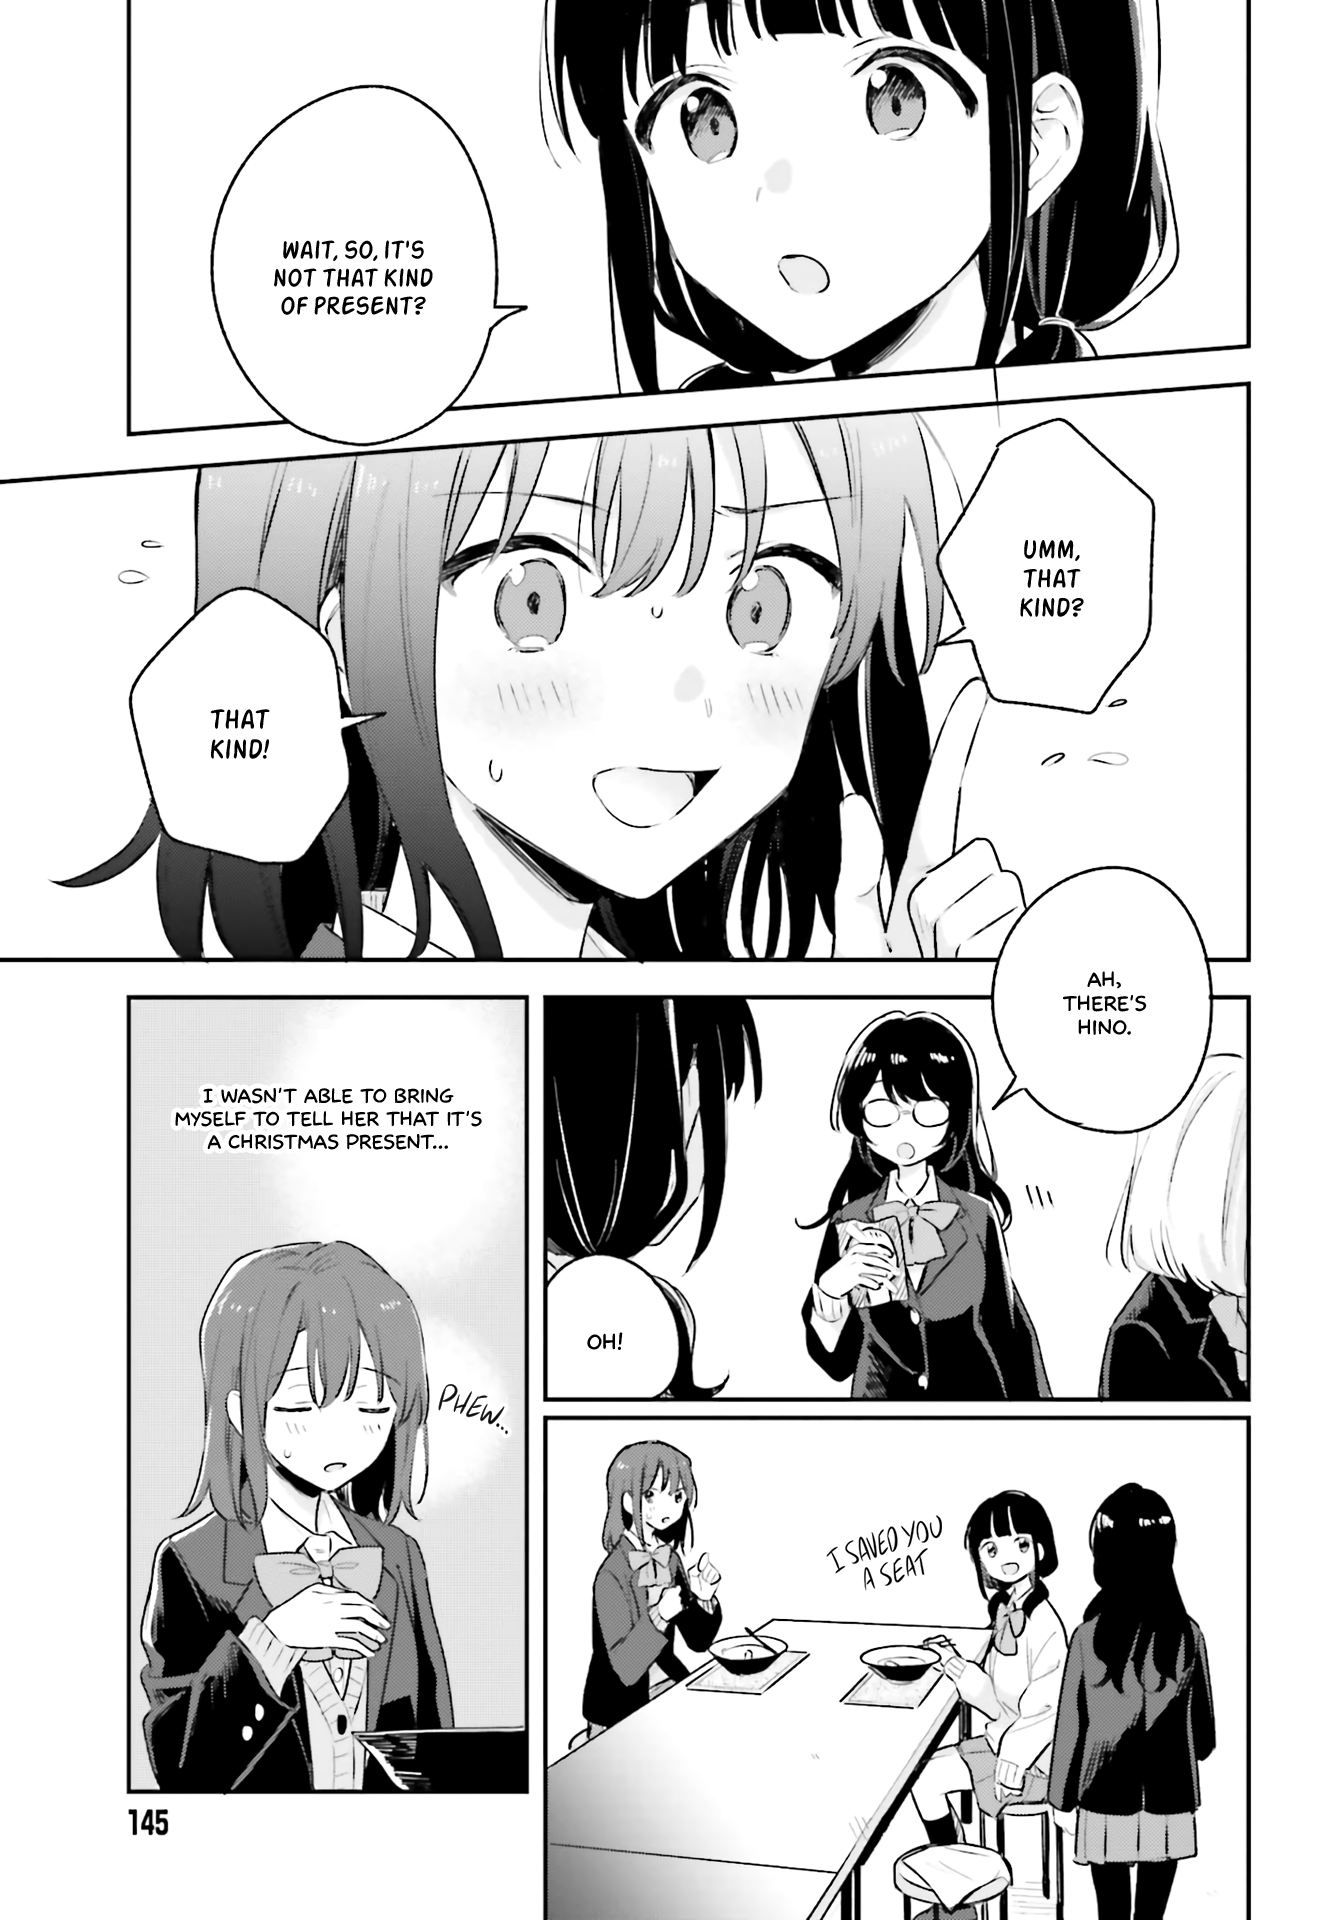 WAIT, SO, IT'S
NOT THAT KIND
OF PRESENT?
UMM,
THAT
KIND?
THAT
KIND!
AH,
THERE'S
HINO.
OH!
I SAVED YOU
A SEAT
I WASN'T ABLE TO BRING
MYSELF TO TELL HER THAT IT'S
A CHRISTMAS PRESENT...
PHEW...
145